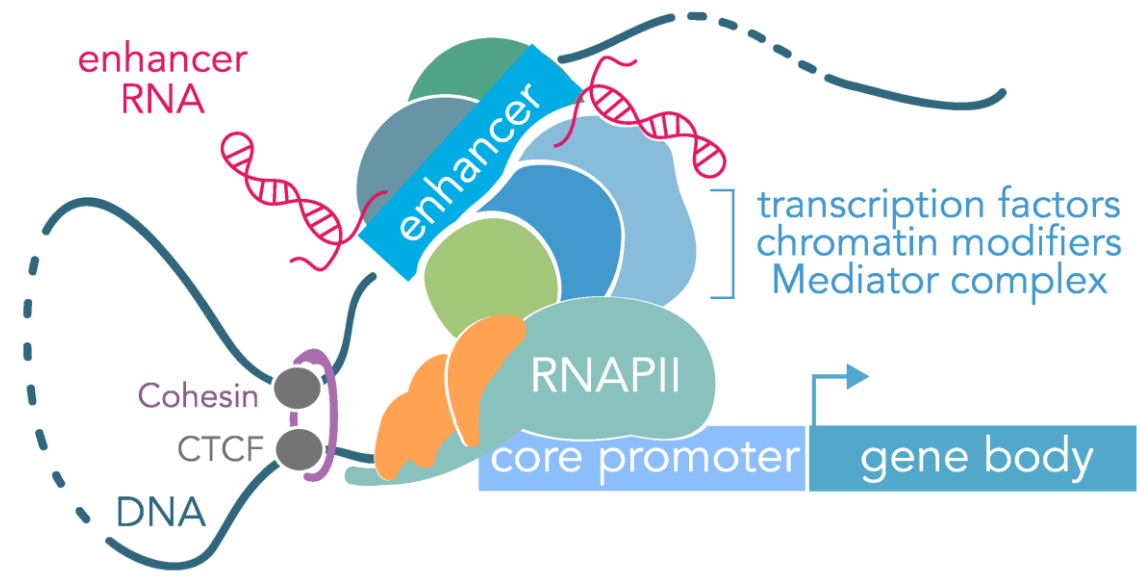 enhancer
RNA
enhancer
transcription factors
chromatin modifiers
Mediator complex
RNAPII
Cohesin
CTCF
core promoter
gene body
DNA